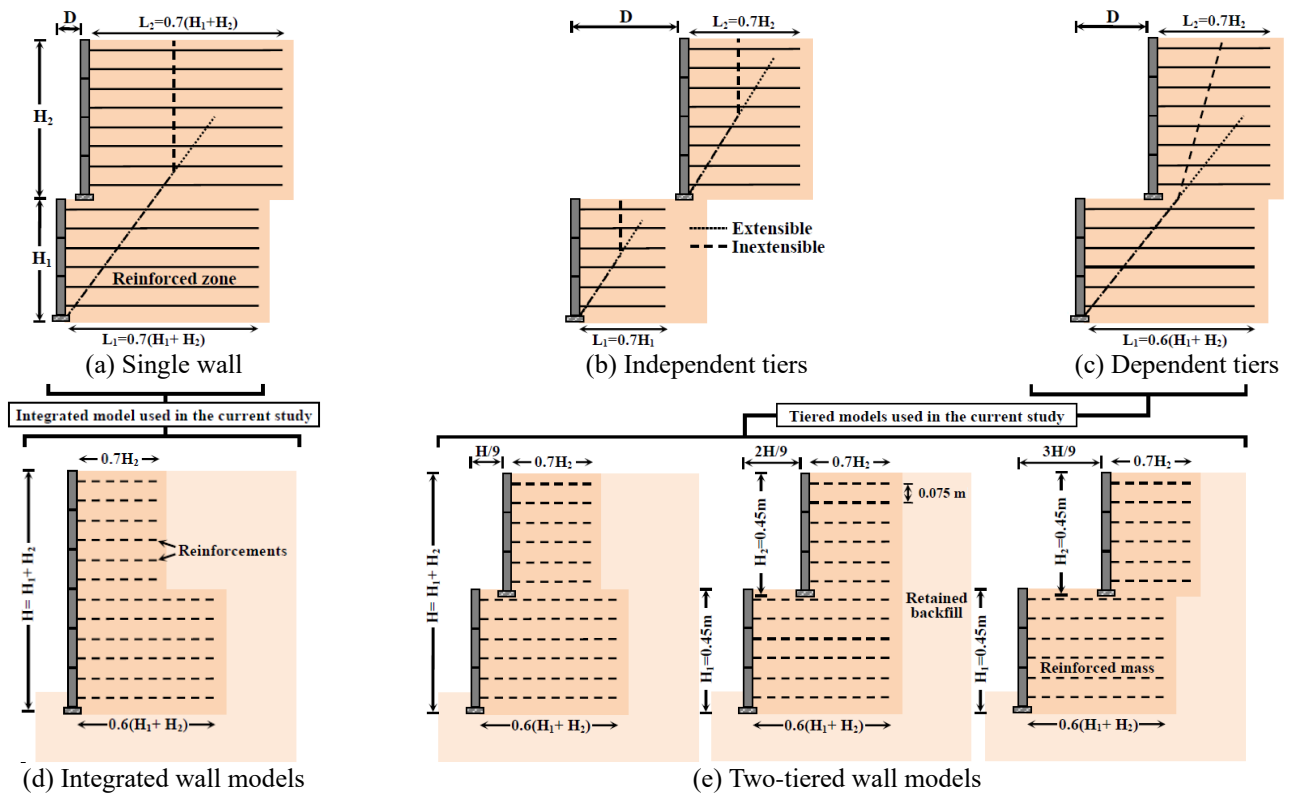 D
L₂=0.7(H₁+H₂)
H₂
H₁
Reinforced zone
L₁=0.7(H₁+ H₂)
(a) Single wall
D
L₂=0.7H₂
Extensible
Inextensible
L₁=0.7H₁
(b) Independent tiers
D
L₂=0.7H₂
L₁=0.6(H₁+ H₂)
(c) Dependent tiers
Integrated model used in the current study
Tiered models used in the current study
0.7H₂
H= H₁+ H₂
Reinforcements
0.6(H₁+ H₂)
(d) Integrated wall models
H/9
0.7H₂
H= H₁+ H₂
0.6(H₁+ H₂)
2H/9
0.7H₂
0.075 m
H₂=0.45m
Retained
backfill
H₁=0.45m
0.6(H₁+ H₂)
3H/9
0.7H₂
H₂=0.45m
H₁=0.45m
Reinforced mass
0.6(H₁+ H₂)
(e) Two-tiered wall models